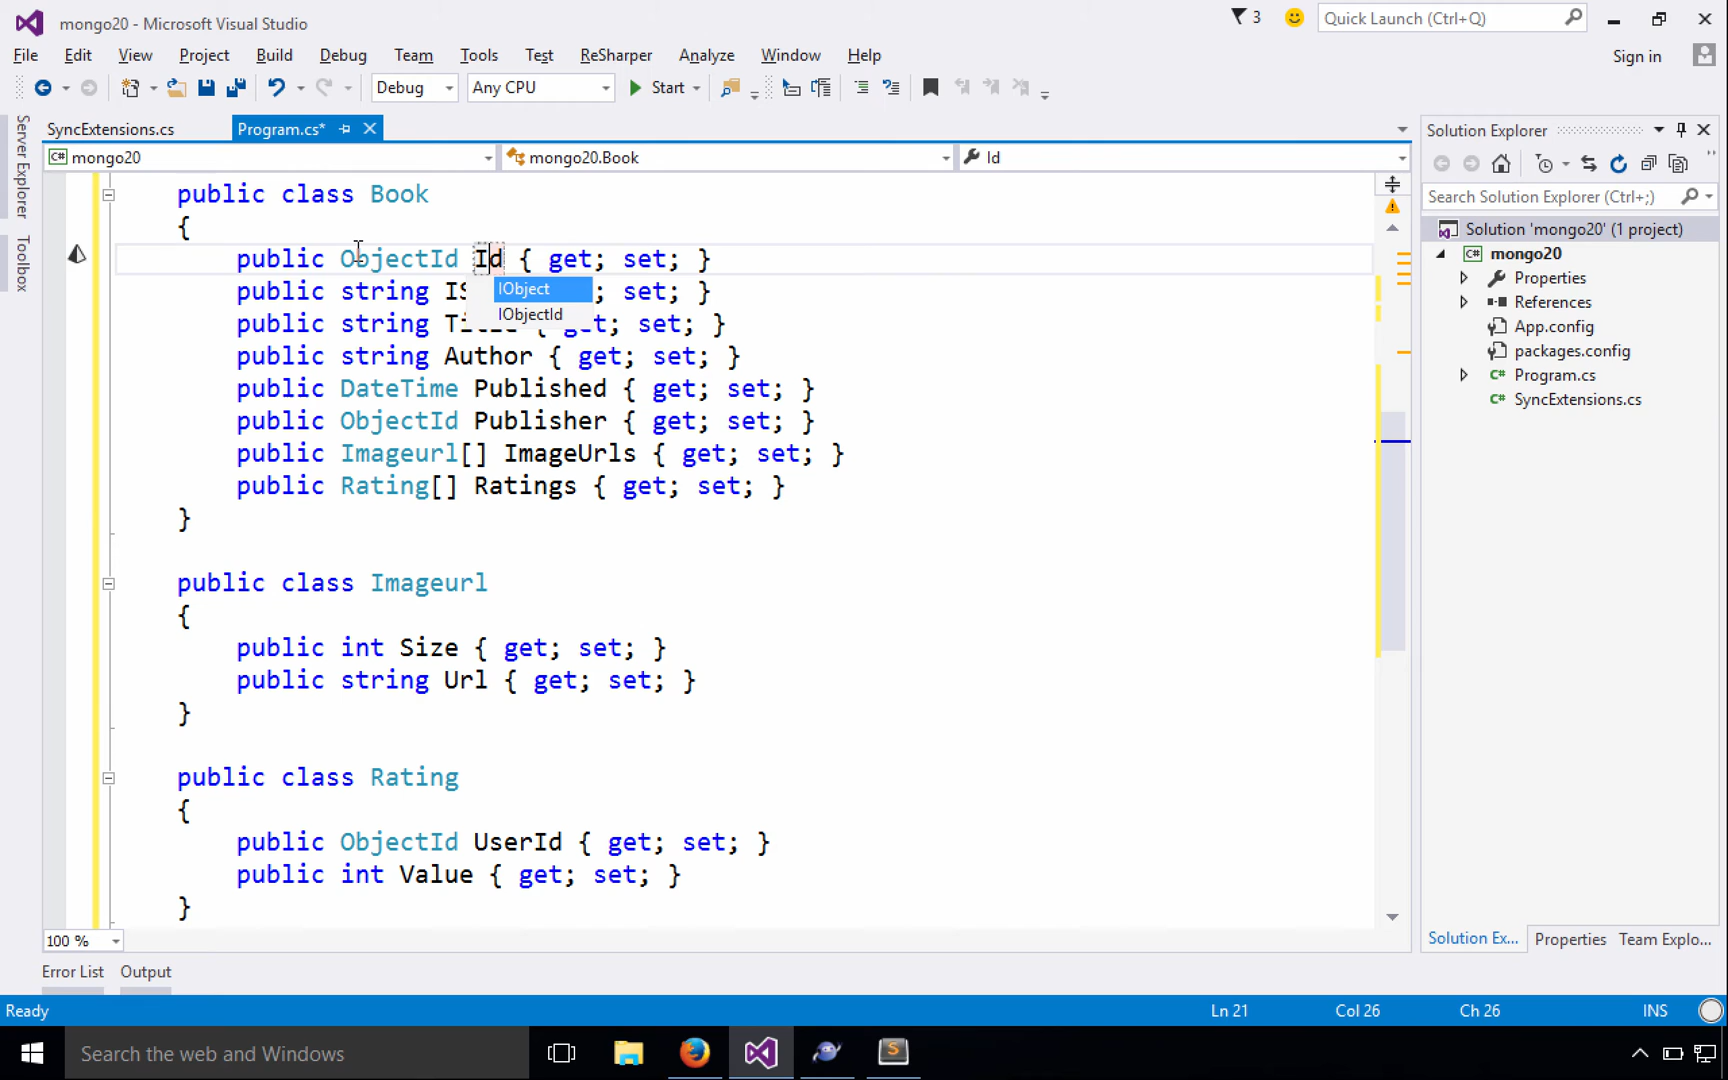 mongo20 - Microsoft Visual Studio
3
Quick Launch (Ctrl+Q)
File Edit View Project Build Debug Team Tools Test ReSharper Analyze Window Help
Sign in
Debug Any CPU Start
Server Explorer
Toolbox
SyncExtensions.cs Program.cs*
mongo20 mongo20.Book Id
public class Book
{
public ObjectId Id { get; set; }
public string IS ; set; }
IObject
IObjectId
public string Title { get; set; }
public string Author { get; set; }
public DateTime Published { get; set; }
public ObjectId Publisher { get; set; }
public Imageurl[] ImageUrls { get; set; }
public Rating[] Ratings { get; set; }
}
public class Imageurl
{
public int Size { get; set; }
public string Url { get; set; }
}
public class Rating
{
public ObjectId UserId { get; set; }
public int Value { get; set; }
}
100 %
Solution Explorer
Search Solution Explorer (Ctrl+;)
Solution 'mongo20' (1 project)
mongo20
Properties
References
App.config
packages.config
Program.cs
SyncExtensions.cs
Solution Ex... Properties Team Explo...
Error List Output
Ready Ln 21 Col 26 Ch 26 INS
Search the web and Windows